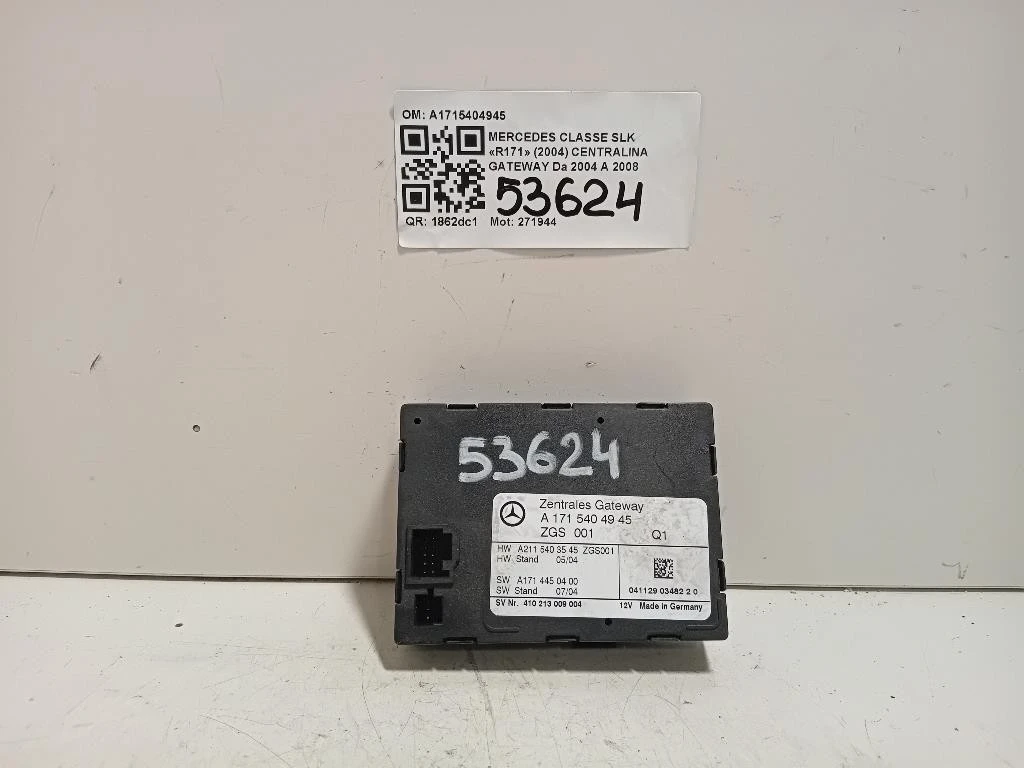 OM: A1715404945
MERCEDES CLASSE SLK
«R171» (2004) CENTRALINA
GATEWAY Da 2004 A 2008
53624
QR: 1862dc1 Mot: 271944
53624
Zentrales Gateway
A 171 540 49 45
ZGS 001 Q1
HW A211 540 35 45 ZGS001
HW Stand 05/04
SW A171 445 04 00
SW Stand 07/04
041129 03482 2 0
SV Nr. 410 213 009 004 12V Made in Germany